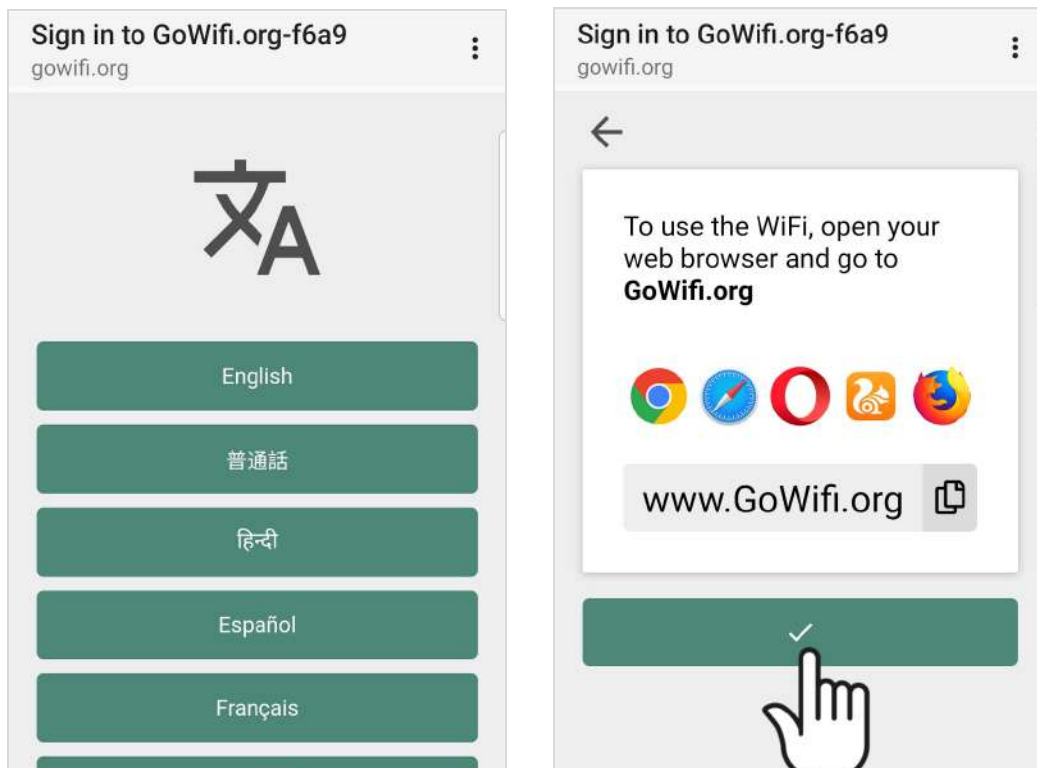 Sign in to GoWifi.org-f6a9
gowifi.org
文A
English
普通話
हिन्दी
Español
Français
Sign in to GoWifi.org-f6a9
gowifi.org
To use the WiFi, open your
web browser and go to
GoWifi.org
www.GoWifi.org